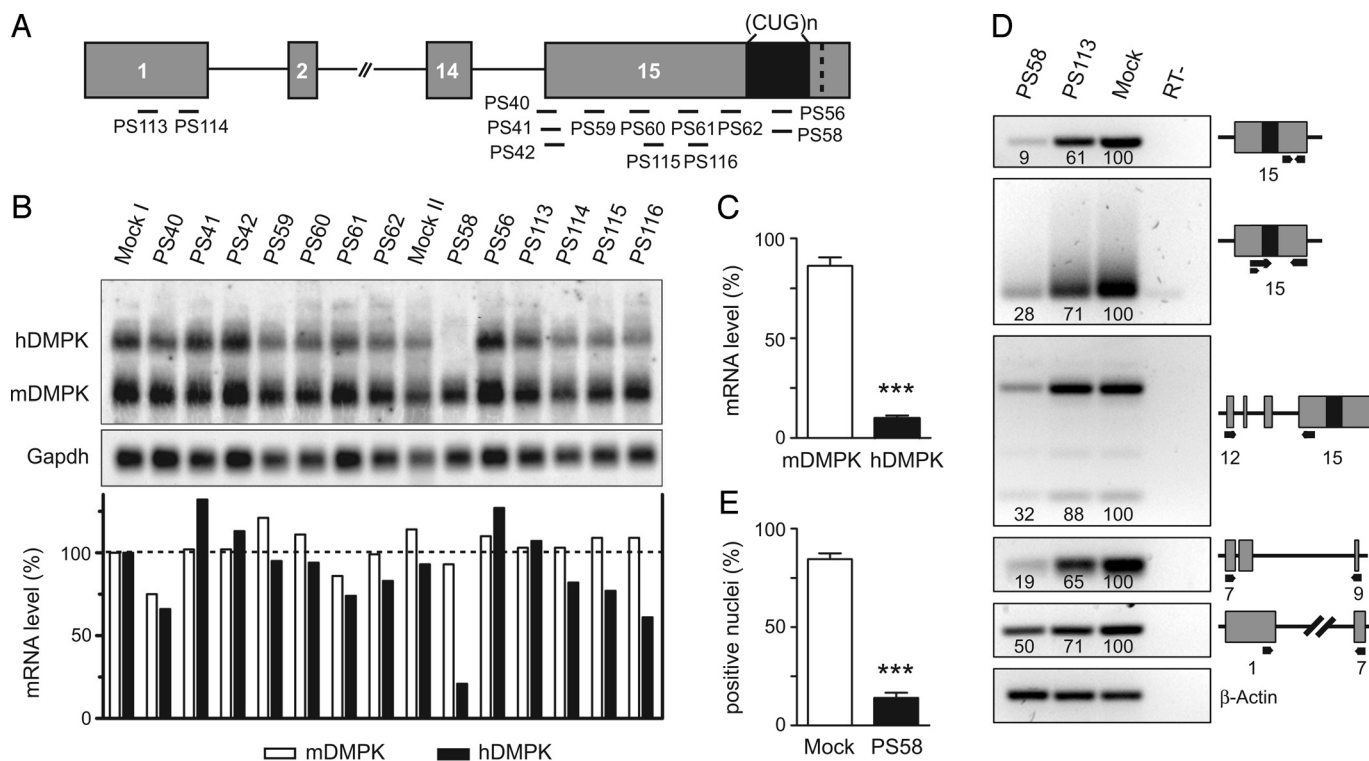 A
(CUG)n
1 2 14 15
PS113 PS114
PS40 PS59 PS60 PS61 PS62 PS56
PS41 PS58
PS42 PS115 PS116
B
Mock I PS40 PS41 PS42 PS59 PS60 PS61 PS62 Mock II PS58 PS56 PS113 PS114 PS115 PS116
hDMPK
mDMPK
Gapdh
mRNA level (%)
100
50
0
mDMPK hDMPK
C
mRNA level (%)
100
50
0
***
mDMPK hDMPK
D
PS58 PS113 Mock RT-
9 61 100
15
28 71 100
15
32 88 100
12 15
19 65 100
7 9
50 71 100
1 7
β-Actin
E
positive nuclei (%)
100
50
0
***
Mock PS58